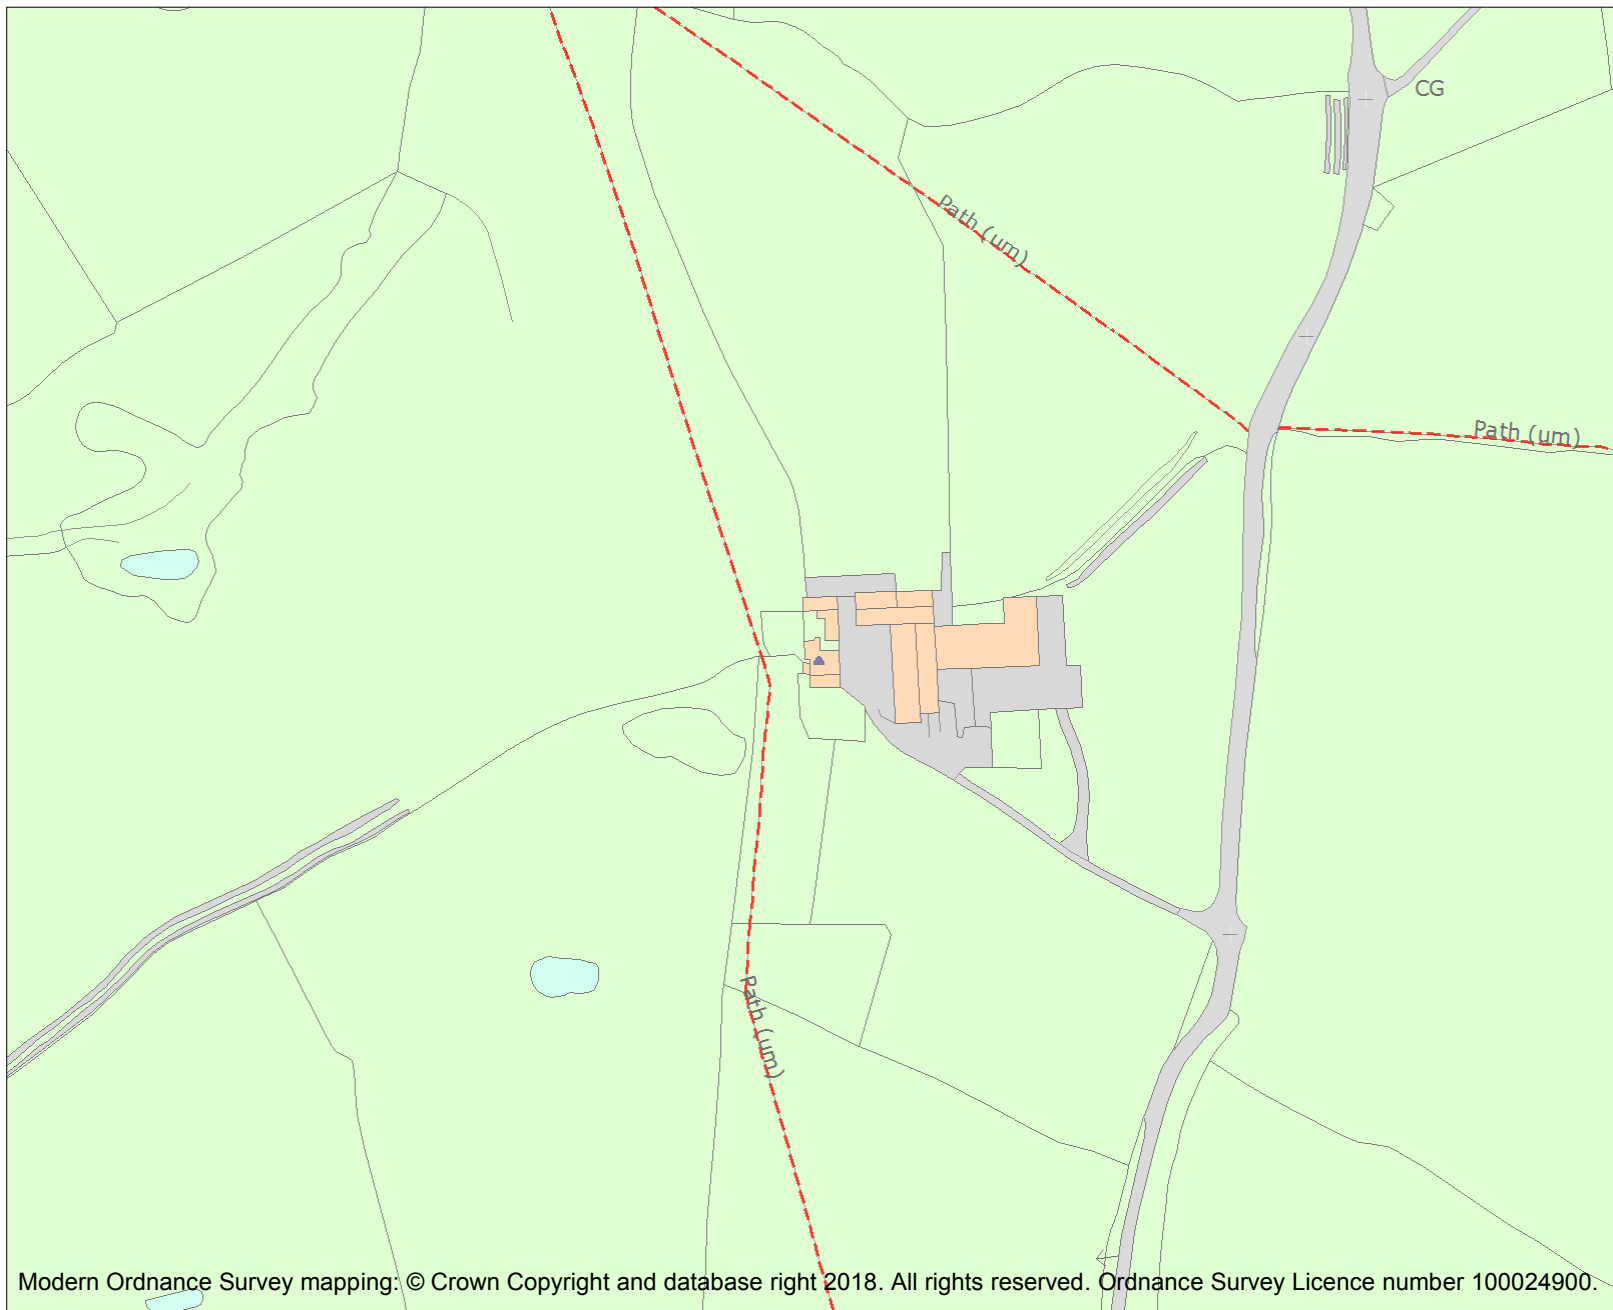 CG
Path (um)
Path (um)
Path (um)
Modern Ordnance Survey mapping: © Crown Copyright and database right 2018. All rights reserved. Ordnance Survey Licence number 100024900.